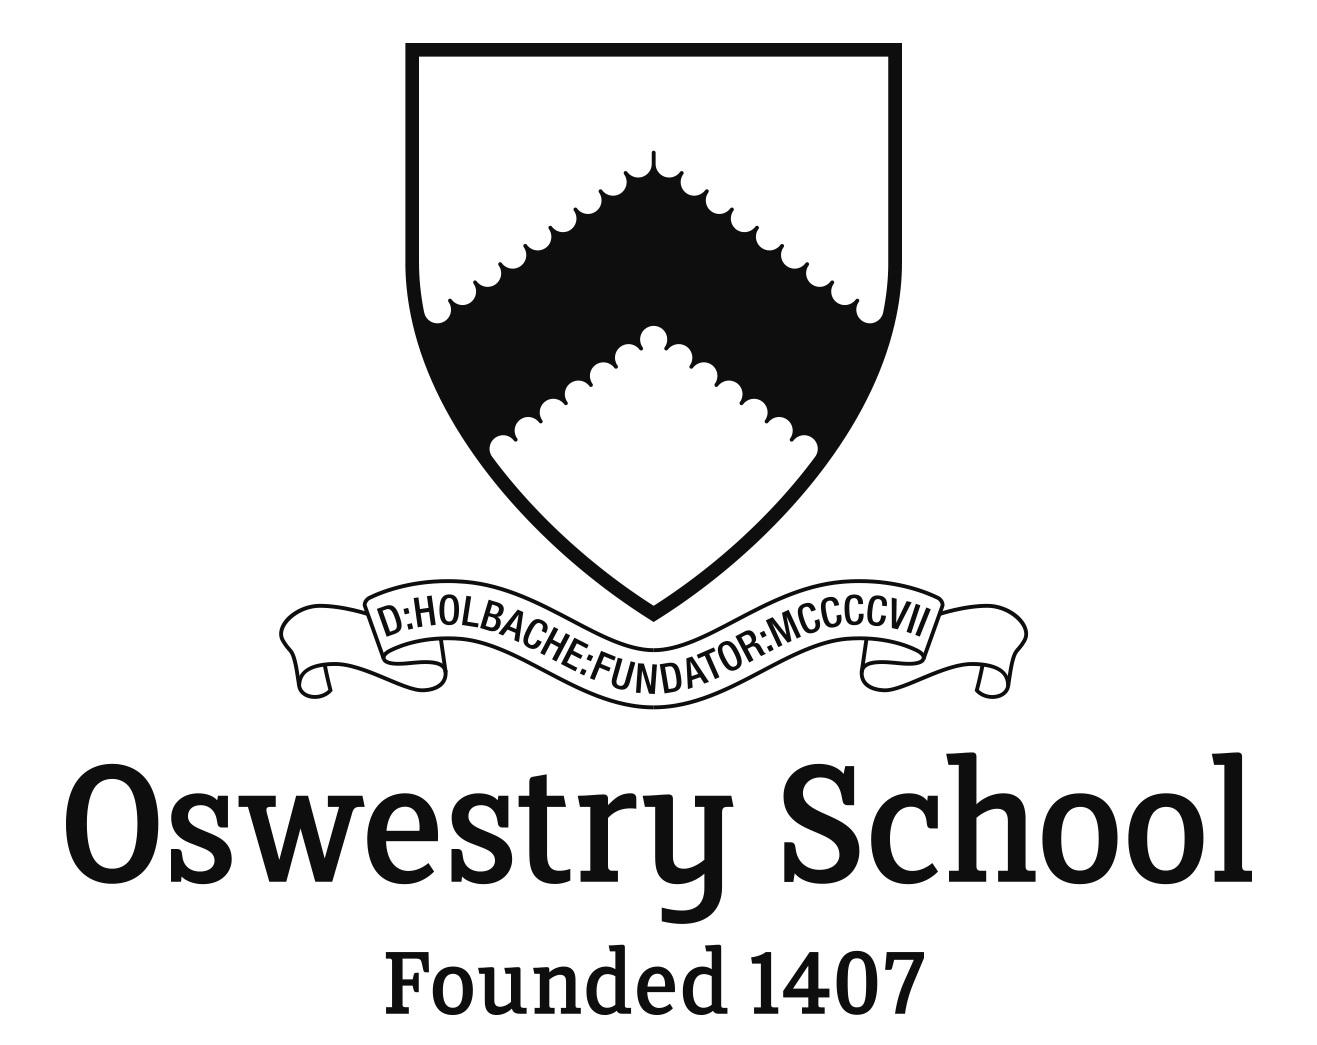 D:HOLBACHE:FUNDATOR:MCCCCVII
Oswestry School
Founded 1407